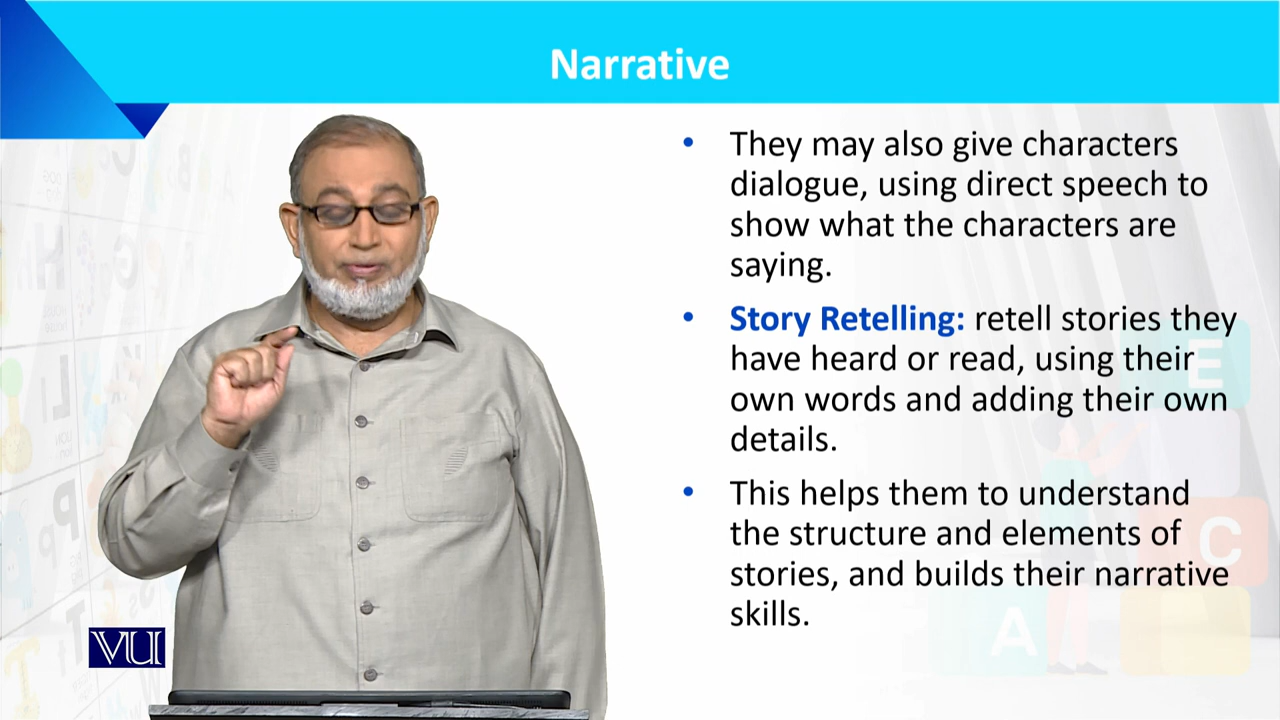 Narrative
• They may also give characters
dialogue, using direct speech to
show what the characters are
saying.
• Story Retelling: retell stories they
have heard or read, using their
own words and adding their own
details.
• This helps them to understand
the structure and elements of
stories, and builds their narrative
skills.
VU
E
C
A